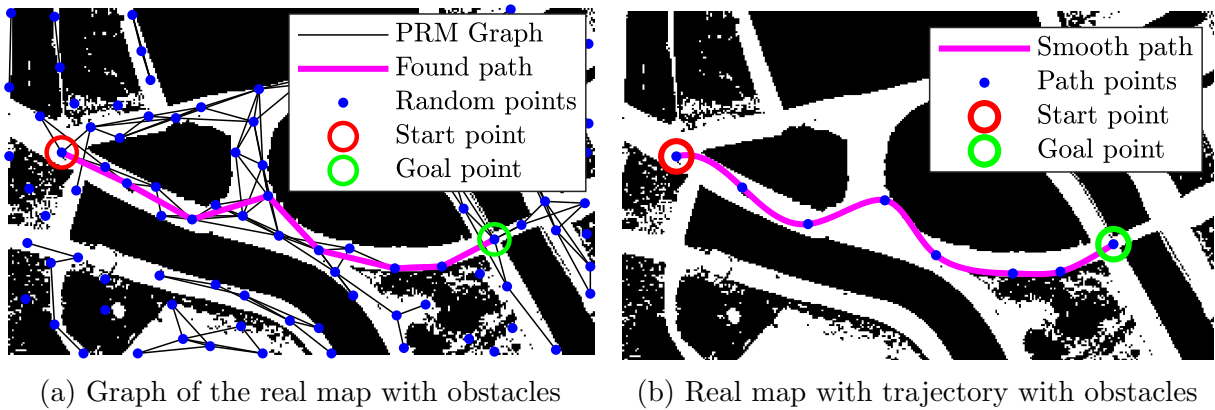 PRM Graph
Found path
Random points
Start point
Goal point
Smooth path
Path points
Start point
Goal point
(a) Graph of the real map with obstacles
(b) Real map with trajectory with obstacles